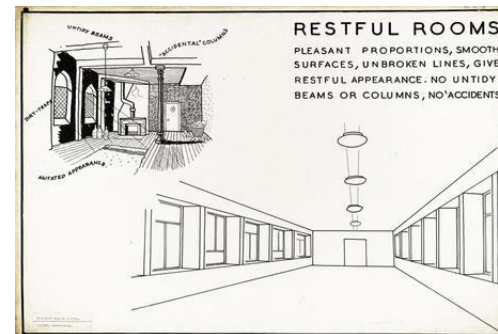 UNTIDY BEAMS
"ACCIDENTAL" COLUMNS
DIRT-TRAPS
AGITATED APPEARANCE.
RESTFUL ROOMS
PLEASANT PROPORTIONS, SMOOTH
SURFACES, UNBROKEN LINES, GIVE
RESTFUL APPEARANCE. NO UNTIDY
BEAMS OR COLUMNS, NO 'ACCIDENTS